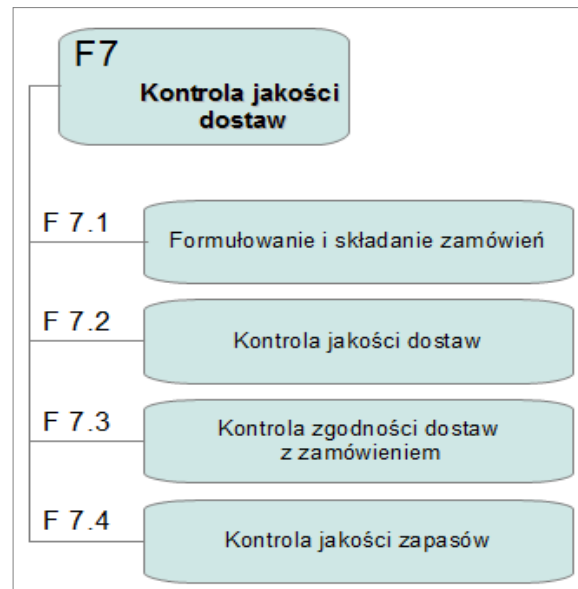 F7
Kontrola jakości
dostaw
F 7.1
Formułowanie i składanie zamówień
F 7.2
Kontrola jakości dostaw
F 7.3
Kontrola zgodności dostaw
z zamówieniem
F 7.4
Kontrola jakości zapasów